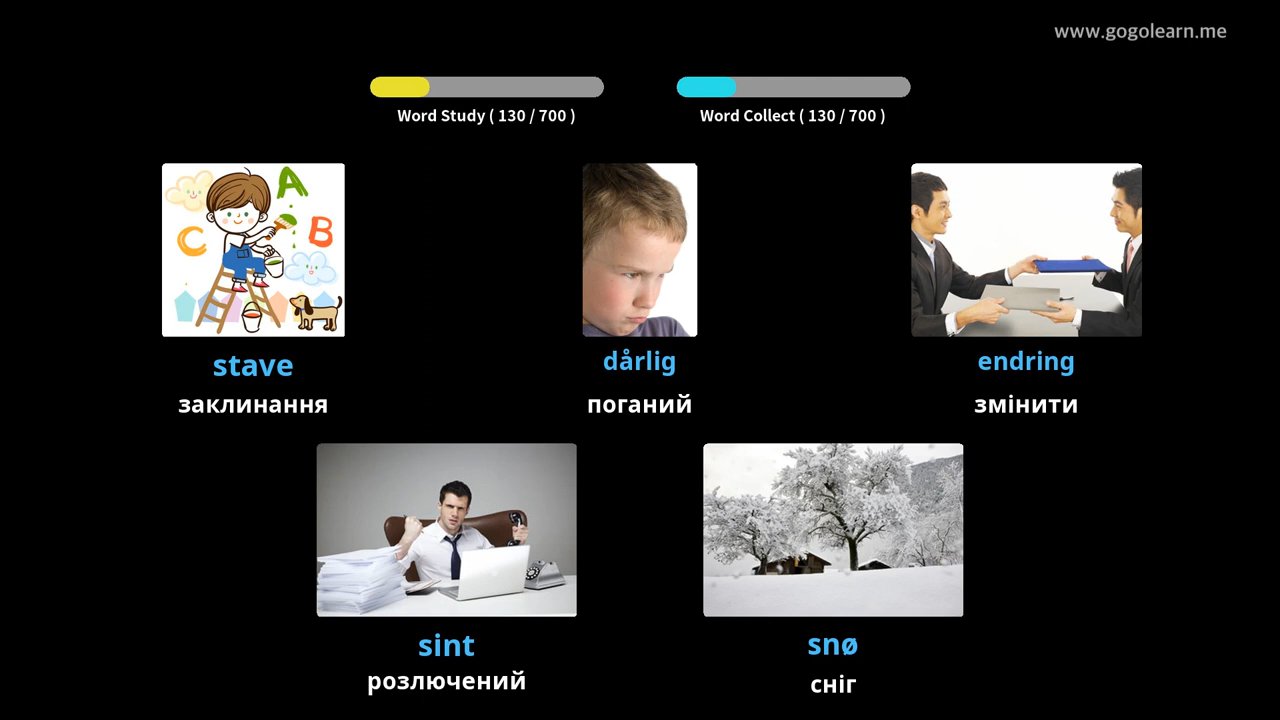 www.gogolearn.me
Word Study ( 130 / 700 )
Word Collect ( 130 / 700 )
A
B
C
stave
заклинання
dårlig
поганий
endring
змінити
sint
розлючений
snø
сніг